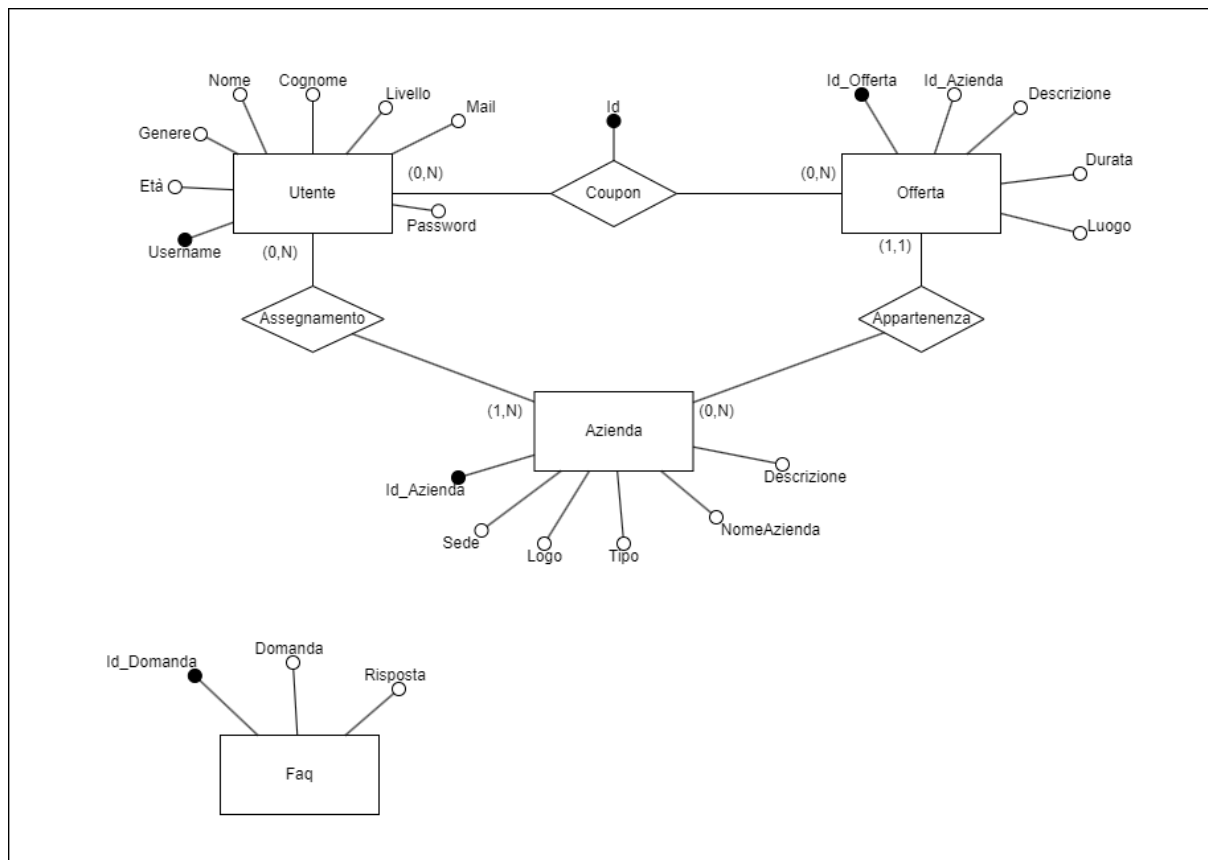 Nome
Cognome
Livello
Mail
Genere
Età
Username
Password
Utente
(0,N)
(0,N)
Id
Coupon
(0,N)
Id_Offerta
Id_Azienda
Descrizione
Durata
Luogo
Offerta
(1,1)
Assegnamento
Appartenenza
(1,N)
(0,N)
Azienda
Id_Azienda
Sede
Logo
Tipo
NomeAzienda
Descrizione
Id_Domanda
Domanda
Risposta
Faq